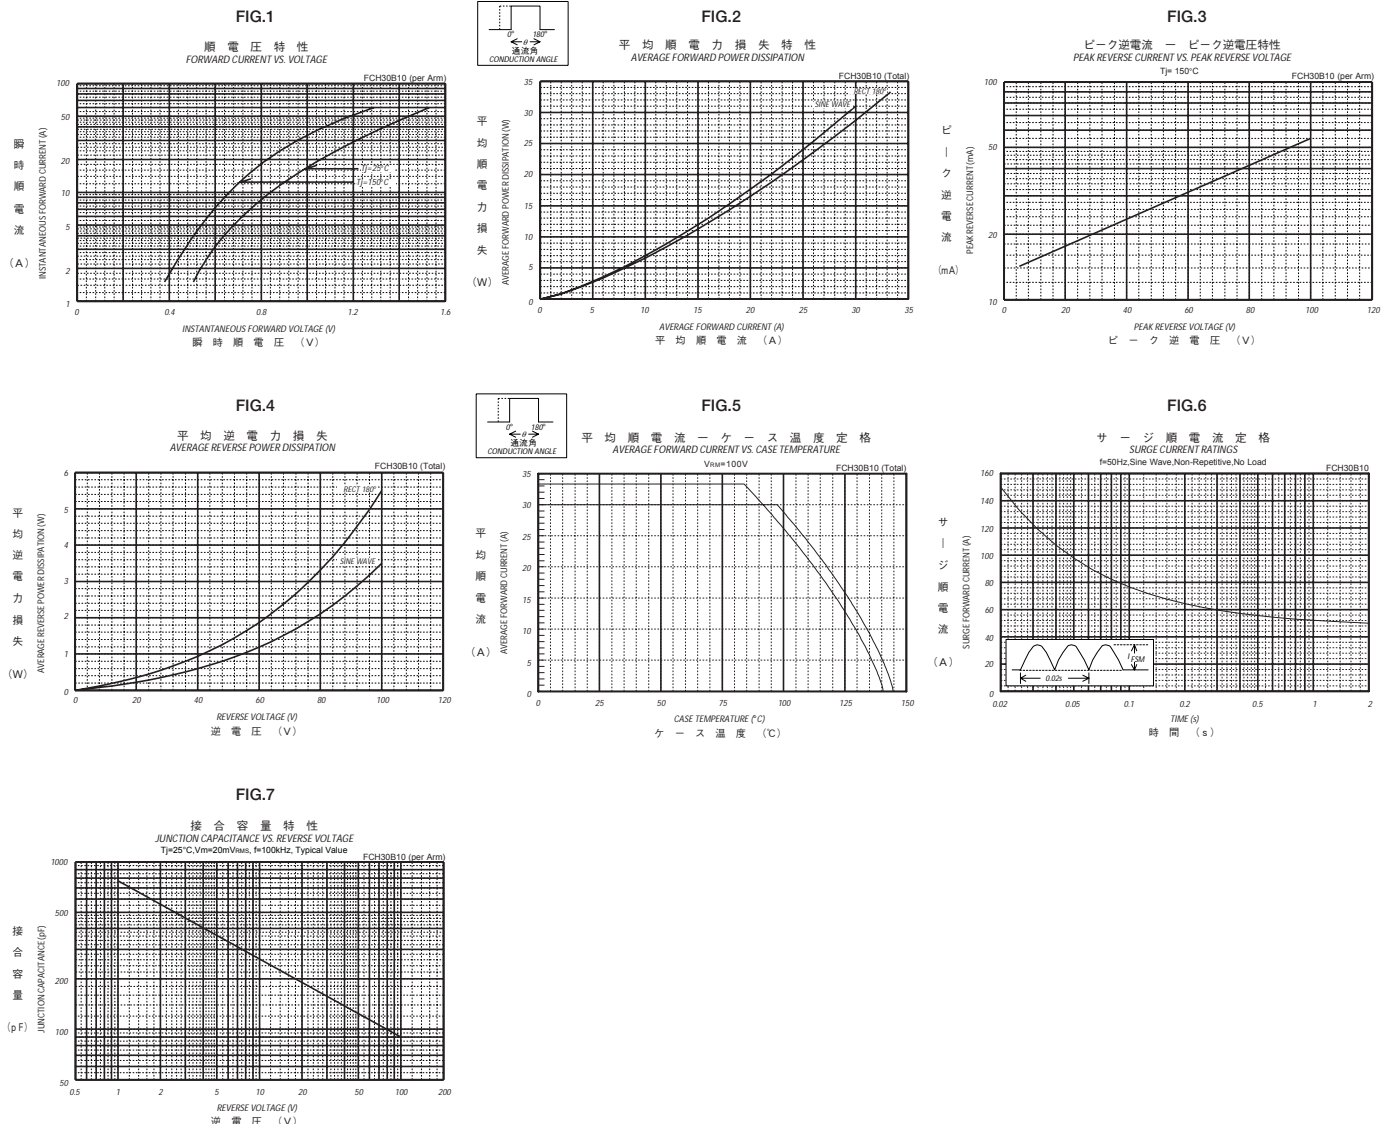 FIG.1
順電圧特性
FORWARD CURRENT VS. VOLTAGE
FCH30B10 (per Arm)
瞬時順電流 (A)
INSTANTANEOUS FORWARD CURRENT (A)
100
50
20
10
5
2
1
Tj=25°C
Tj=150°C
0 0.4 0.8 1.2 1.6
INSTANTANEOUS FORWARD VOLTAGE (V)
瞬時順電圧 (V)
0° 180°
θ
通流角
CONDUCTION ANGLE
FIG.2
平均順電力損失特性
AVERAGE FORWARD POWER DISSIPATION
FCH30B10 (Total)
平均順電力損失 (W)
AVERAGE FORWARD POWER DISSIPATION (W)
35
30
25
20
15
10
5
0
RECT 180°
SINE WAVE
0 5 10 15 20 25 30 35
AVERAGE FORWARD CURRENT (A)
平均順電流 (A)
FIG.3
ピーク逆電流 ー ピーク逆電圧特性
PEAK REVERSE CURRENT VS. PEAK REVERSE VOLTAGE
Tj= 150°C
FCH30B10 (per Arm)
ピーク逆電流 (mA)
PEAK REVERSE CURRENT (mA)
100
50
20
10
0 20 40 60 80 100 120
PEAK REVERSE VOLTAGE (V)
ピーク逆電圧 (V)
FIG.4
平均逆電力損失
AVERAGE REVERSE POWER DISSIPATION
FCH30B10 (Total)
平均逆電力損失 (W)
AVERAGE REVERSE POWER DISSIPATION (W)
6
5
4
3
2
1
0
RECT 180°
SINE WAVE
0 20 40 60 80 100 120
REVERSE VOLTAGE (V)
逆電圧 (V)
0° 180°
θ
通流角
CONDUCTION ANGLE
FIG.5
平均順電流ーケース温度定格
AVERAGE FORWARD CURRENT VS. CASE TEMPERATURE
VRM=100V
FCH30B10 (Total)
平均順電流 (A)
AVERAGE FORWARD CURRENT (A)
35
30
25
20
15
10
5
0
0 25 50 75 100 125 150
CASE TEMPERATURE (°C)
ケース温度 (℃)
FIG.6
サージ順電流定格
SURGE CURRENT RATINGS
f=50Hz,Sine Wave,Non-Repetitive,No Load
FCH30B10
サージ順電流 (A)
SURGE FORWARD CURRENT (A)
160
140
120
100
80
60
40
20
0
IFSM
0.02s
0.02 0.05 0.1 0.2 0.5 1 2
TIME (s)
時間 (s)
FIG.7
接合容量特性
JUNCTION CAPACITANCE VS. REVERSE VOLTAGE
Tj=25°C,Vm=20mVRMS, f=100kHz, Typical Value
FCH30B10 (per Arm)
接合容量 (pF)
JUNCTION CAPACITANCE (pF)
1000
500
200
100
50
0.5 1 2 5 10 20 50 100 200
REVERSE VOLTAGE (V)
逆電圧 (V)